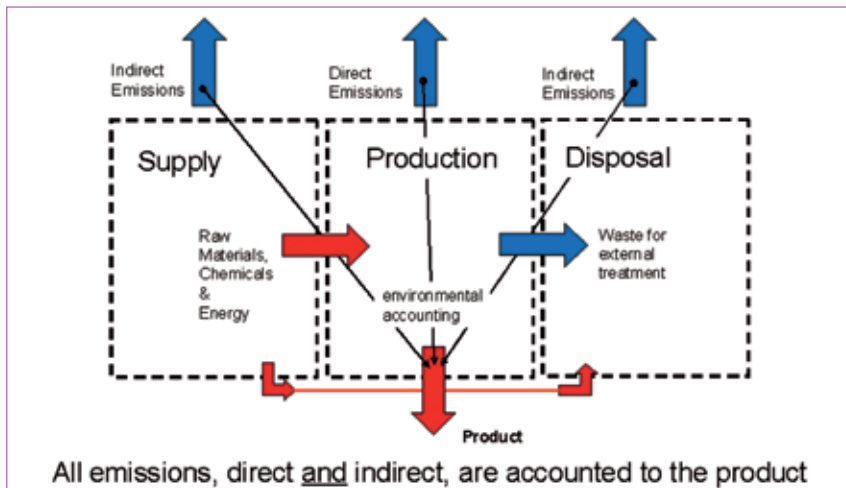 Indirect
Emissions
Direct
Emissions
Indirect
Emissions
Supply
Production
Disposal
Raw
Materials,
Chemicals
&
Energy
Waste for
external
treatment
environmental
accounting
Product
All emissions, direct and indirect, are accounted to the product